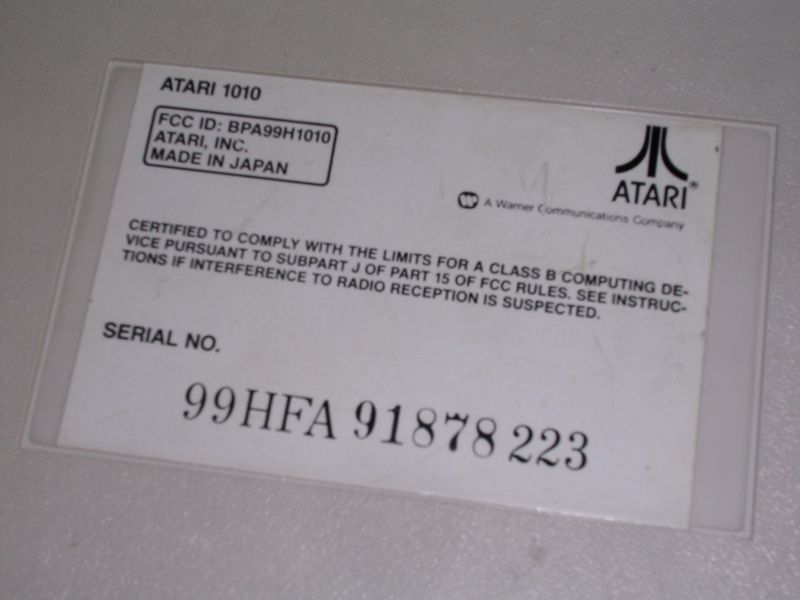 ATARI 1010
FCC ID: BPA99H1010
ATARI, INC.
MADE IN JAPAN
ATARI®
A Warner Communications Company
CERTIFIED TO COMPLY WITH THE LIMITS FOR A CLASS B COMPUTING DE-
VICE PURSUANT TO SUBPART J OF PART 15 OF FCC RULES. SEE INSTRUC-
TIONS IF INTERFERENCE TO RADIO RECEPTION IS SUSPECTED.
SERIAL NO.
99HFA 91878 223